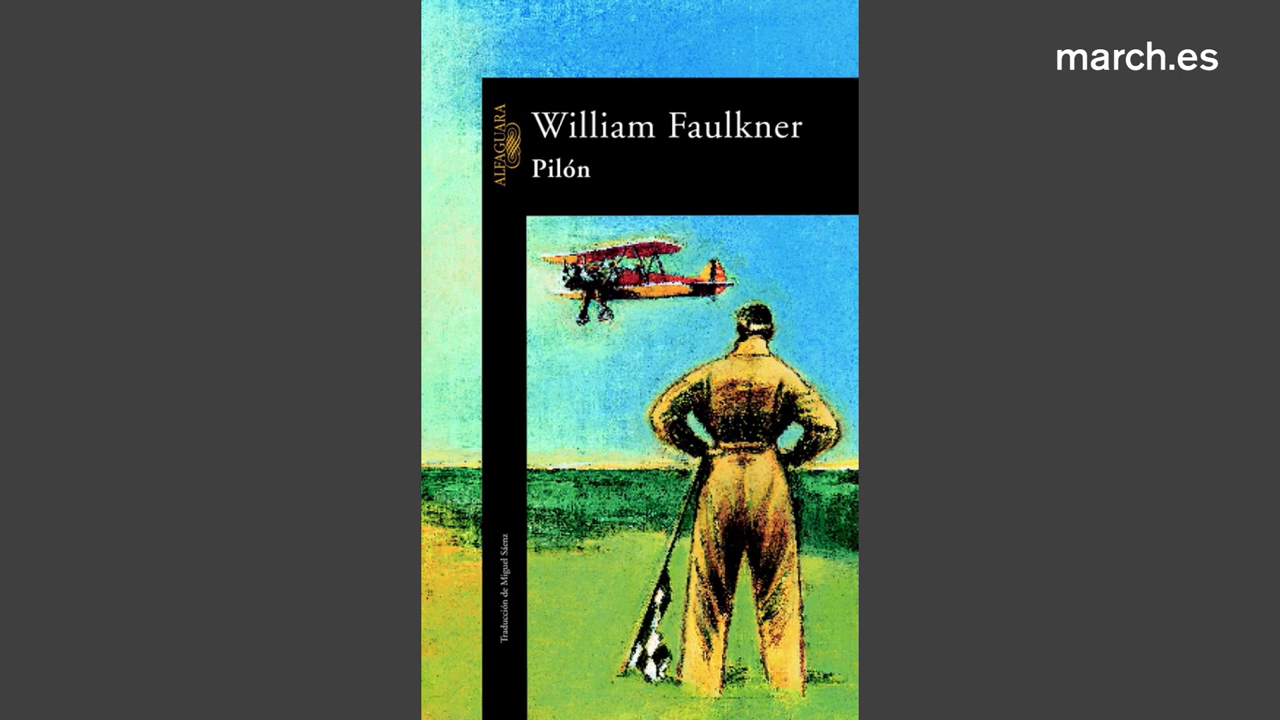 march.es
William Faulkner
Pilón
ALFAGUARA
Traducción de Miguel Sáenz